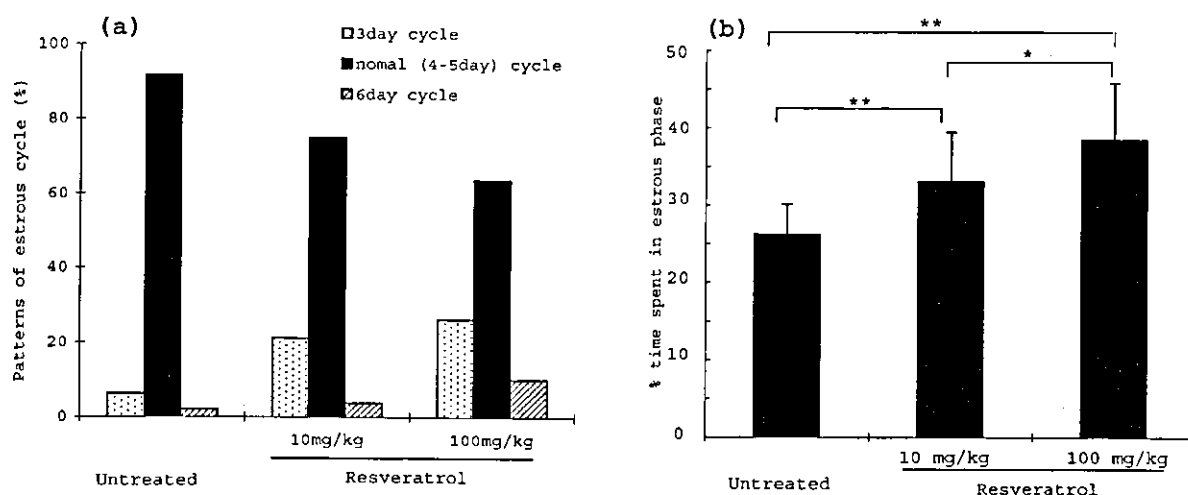 (a)
3day cycle
nomal (4-5day) cycle
6day cycle
Patterns of estrous cycle (%)
100
80
60
40
20
0
10mg/kg
100mg/kg
Untreated
Resveratrol
(b)
**
*
**
% time spent in estrous phase
50
40
30
30
20
10
0
10 mg/kg
100 mg/kg
Untreated
Resveratrol